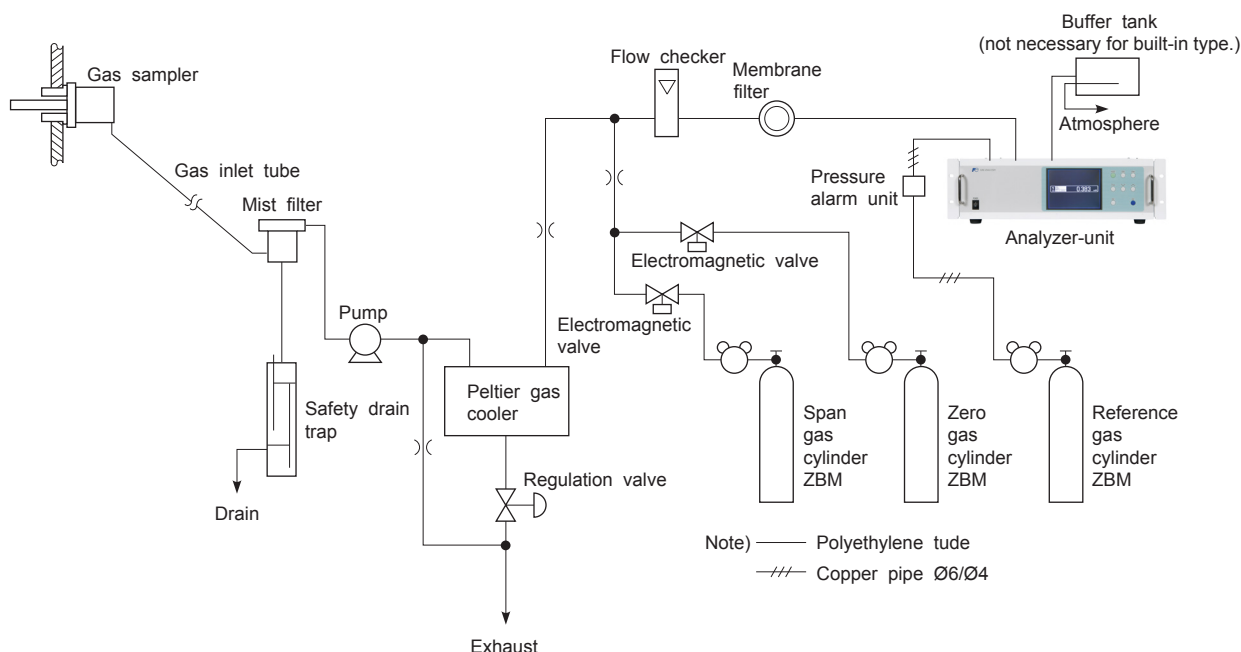 Buffer tank
(not necessary for built-in type.)
Flow checker
Membrane
filter
Gas sampler
Atmosphere
Gas inlet tube
Pressure
alarm unit
Mist filter
0.383
Analyzer-unit
Electromagnetic valve
Pump
Electromagnetic
valve
Peltier gas
cooler
Safety drain
trap
Span
gas
cylinder
ZBM
Zero
gas
cylinder
ZBM
Reference
gas
cylinder
ZBM
Regulation valve
Drain
Note)
Polyethylene tude
Copper pipe Ø6/Ø4
Exhaust